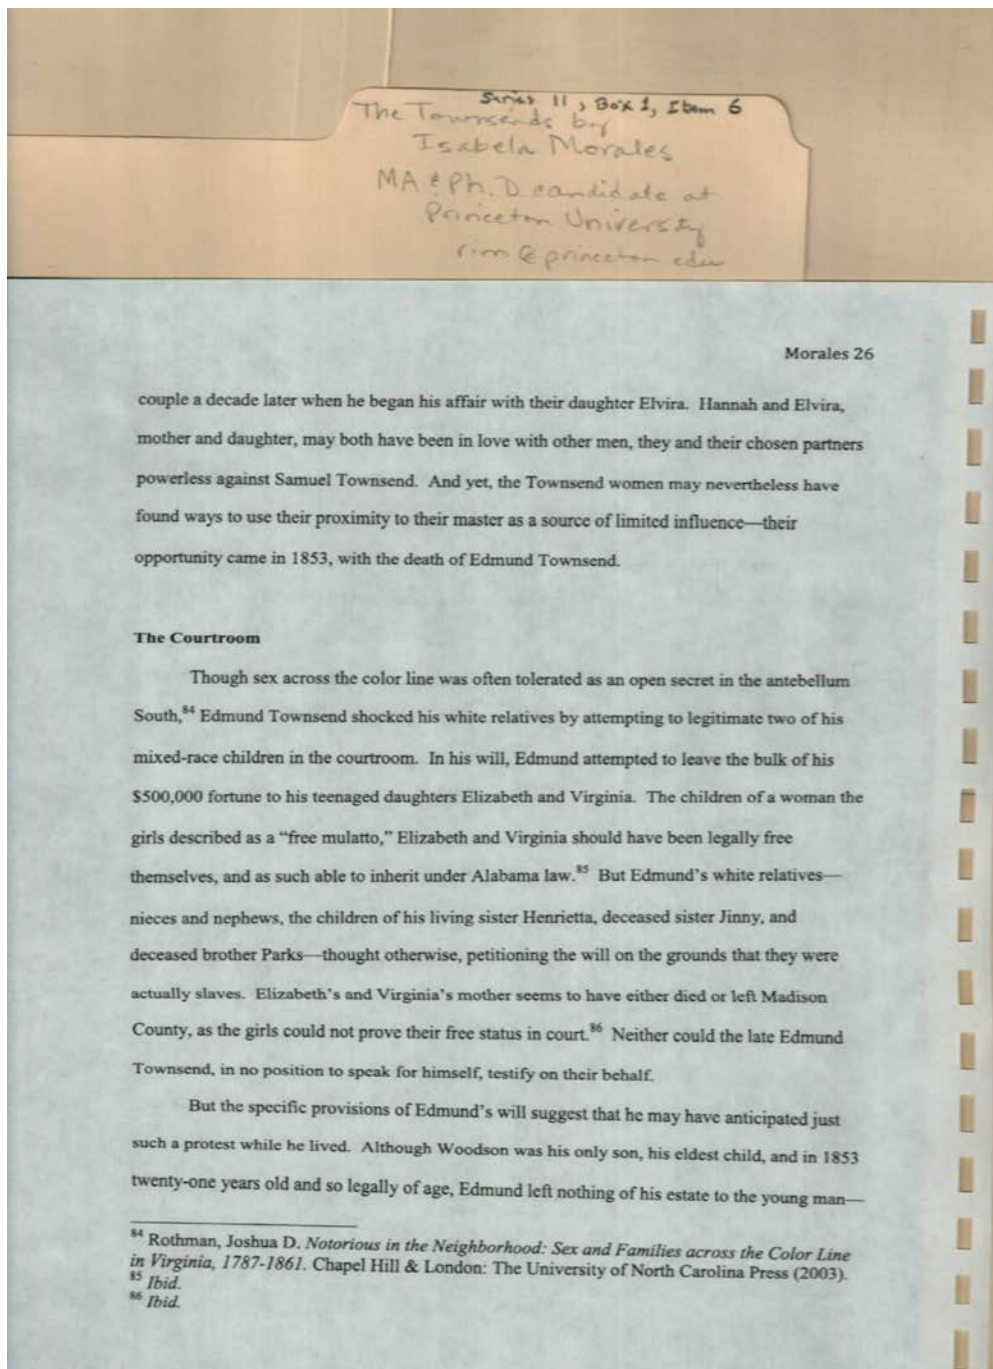 Series 11, Box 1, Item 6
The Townsends by
Isabela Morales
MA & Ph.D candidate at
Princeton University
rim@princeton edu
Morales 26
couple a decade later when he began his affair with their daughter Elvira.  Hannah and Elvira,
mother and daughter, may both have been in love with other men, they and their chosen partners
powerless against Samuel Townsend.  And yet, the Townsend women may nevertheless have
found ways to use their proximity to their master as a source of limited influence—their
opportunity came in 1853, with the death of Edmund Townsend.
The Courtroom
Though sex across the color line was often tolerated as an open secret in the antebellum
South,84 Edmund Townsend shocked his white relatives by attempting to legitimate two of his
mixed-race children in the courtroom.  In his will, Edmund attempted to leave the bulk of his
$500,000 fortune to his teenaged daughters Elizabeth and Virginia.  The children of a woman the
girls described as a “free mulatto,” Elizabeth and Virginia should have been legally free
themselves, and as such able to inherit under Alabama law.85  But Edmund’s white relatives—
nieces and nephews, the children of his living sister Henrietta, deceased sister Jinny, and
deceased brother Parks—thought otherwise, petitioning the will on the grounds that they were
actually slaves.  Elizabeth’s and Virginia’s mother seems to have either died or left Madison
County, as the girls could not prove their free status in court.86  Neither could the late Edmund
Townsend, in no position to speak for himself, testify on their behalf.
But the specific provisions of Edmund’s will suggest that he may have anticipated just
such a protest while he lived.  Although Woodson was his only son, his eldest child, and in 1853
twenty-one years old and so legally of age, Edmund left nothing of his estate to the young man—
84 Rothman, Joshua D. Notorious in the Neighborhood: Sex and Families across the Color Line
in Virginia, 1787-1861. Chapel Hill & London: The University of North Carolina Press (2003).
85 Ibid.
86 Ibid.